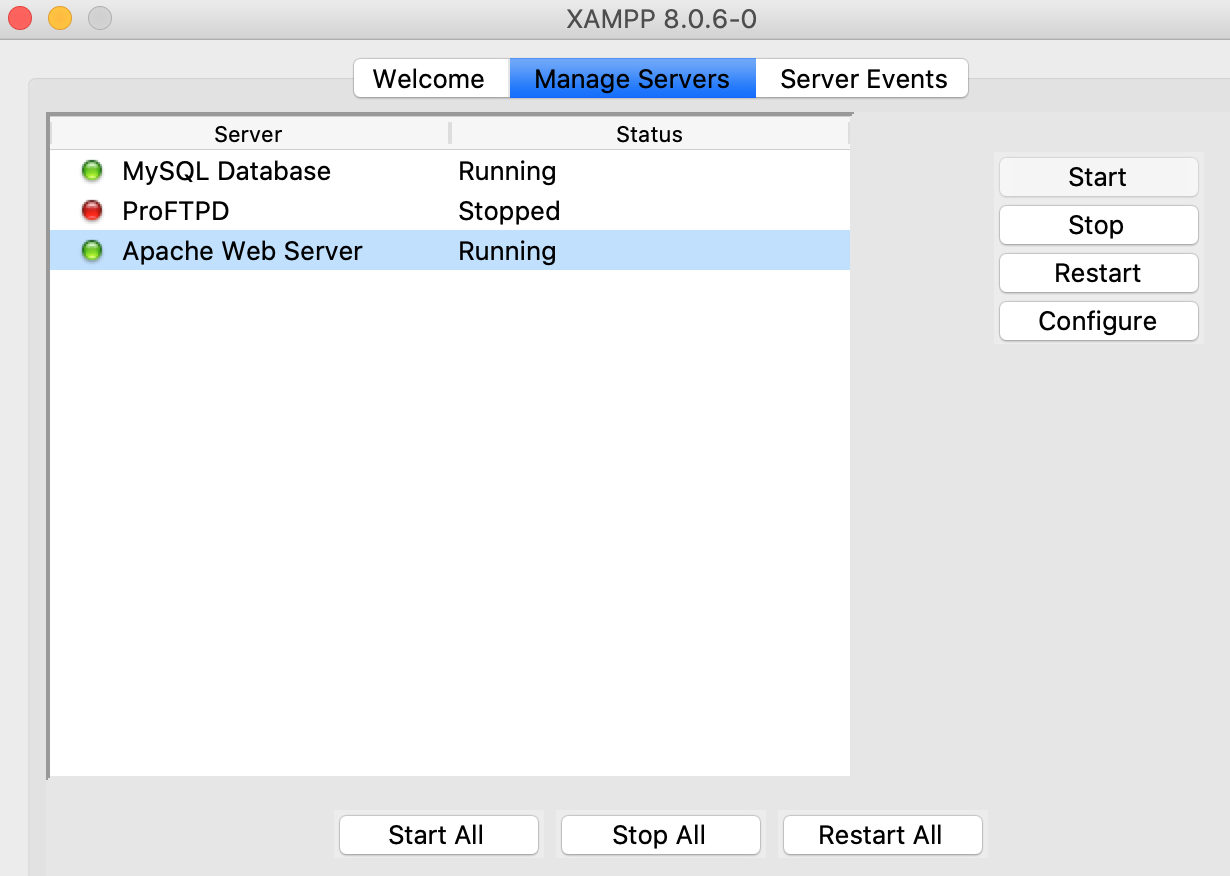 XAMPP 8.0.6-0
Welcome Manage Servers Server Events
Server Status
MySQL Database Running
ProFTPD Stopped
Apache Web Server Running
Start
Stop
Restart
Configure
Start All Stop All Restart All